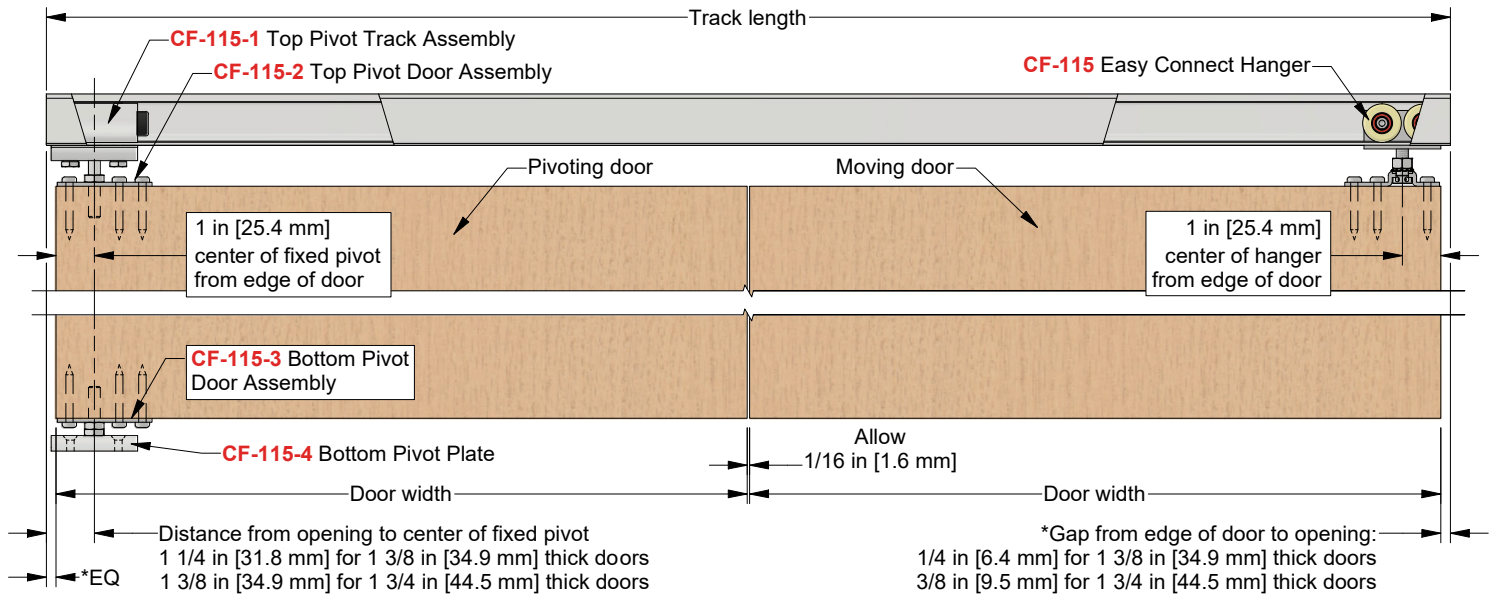 Track length
CF-115-1 Top Pivot Track Assembly
CF-115-2 Top Pivot Door Assembly
CF-115 Easy Connect Hanger
Pivoting door
Moving door
1 in [25.4 mm]
center of fixed pivot
from edge of door
1 in [25.4 mm]
center of hanger
from edge of door
CF-115-3 Bottom Pivot
Door Assembly
CF-115-4 Bottom Pivot Plate
Allow
1/16 in [1.6 mm]
Door width
Door width
Distance from opening to center of fixed pivot
1 1/4 in [31.8 mm] for 1 3/8 in [34.9 mm] thick doors
1 3/8 in [34.9 mm] for 1 3/4 in [44.5 mm] thick doors
*EQ
*Gap from edge of door to opening:
1/4 in [6.4 mm] for 1 3/8 in [34.9 mm] thick doors
3/8 in [9.5 mm] for 1 3/4 in [44.5 mm] thick doors